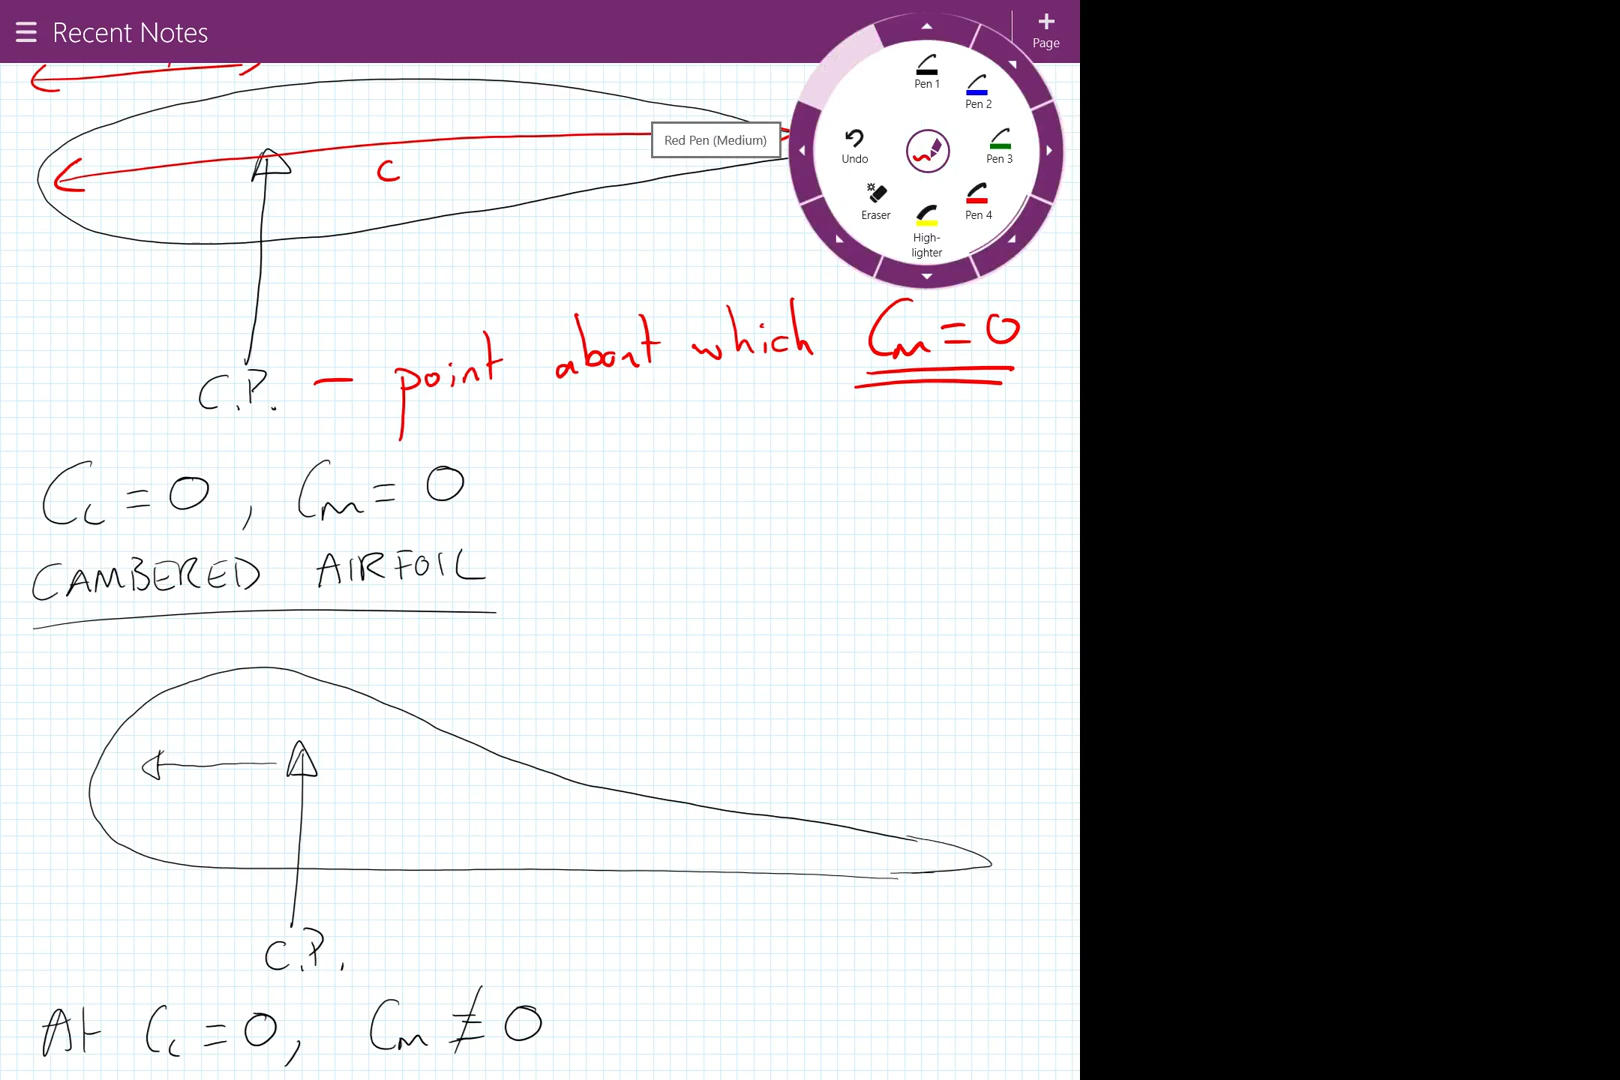 Recent Notes
Page
Pen 1
Pen 2
Red Pen (Medium)
Undo
Pen 3
c
Eraser
Pen 4
High-
lighter
C.P. - point about which Cm = 0
CL = 0, Cm = 0
CAMBERED AIRFOIL
C.P.
At CL = 0, Cm ≠ 0